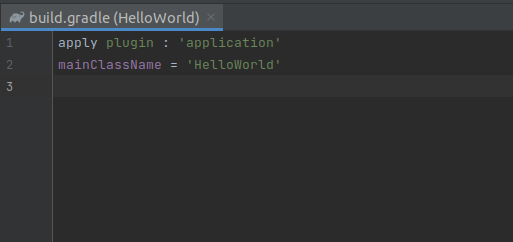 build.gradle (HelloWorld) ×
1 apply plugin : 'application'
2 mainClassName = 'HelloWorld'
3